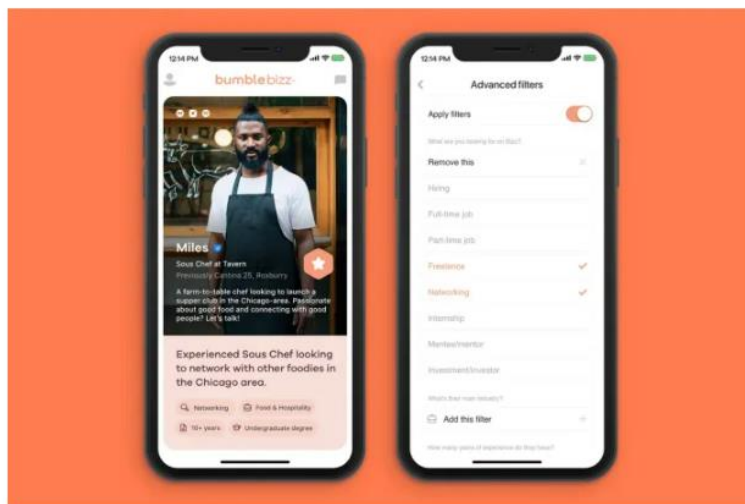 12:14 PM
bumblebizz
Miles
Sous Chef at Tavern
Previously Cantina 25, Roxburry
A farm-to-table chef looking to launch a
supper club in the Chicago-area. Passionate
about good food and connecting with good
people? Let's talk!
Experienced Sous Chef looking
to network with other foodies in
the Chicago area.
Networking
Food & Hospitality
10+ years
Undergraduate degree
12:14 PM
Advanced filters
Apply filters
What are you looking for on Bizz?
Remove this
Hiring
Full-time job
Part-time job
Freelance
Networking
Internship
Mentee/mentor
Investment/investor
What's their main industry?
Add this filter
How many years of experience do they have?